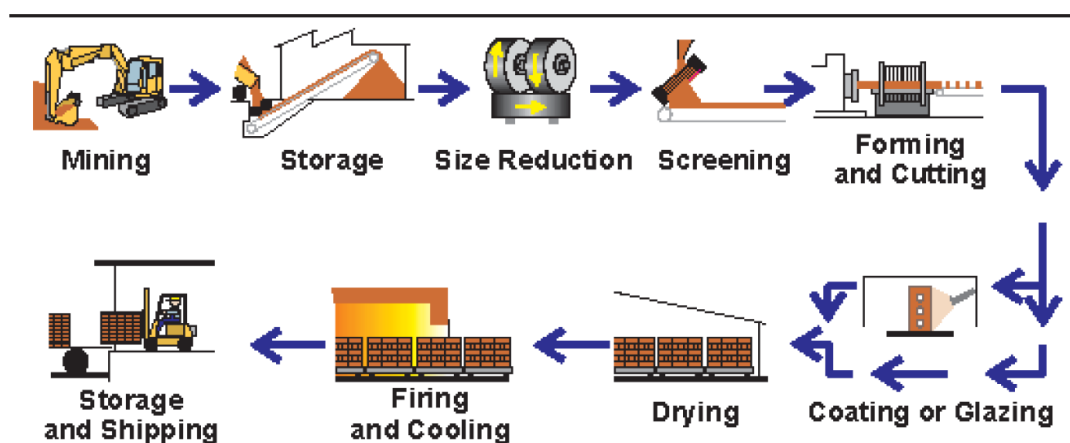 Mining
Storage
Size Reduction
Screening
Forming
and Cutting
Storage
and Shipping
Firing
and Cooling
Drying
Coating or Glazing